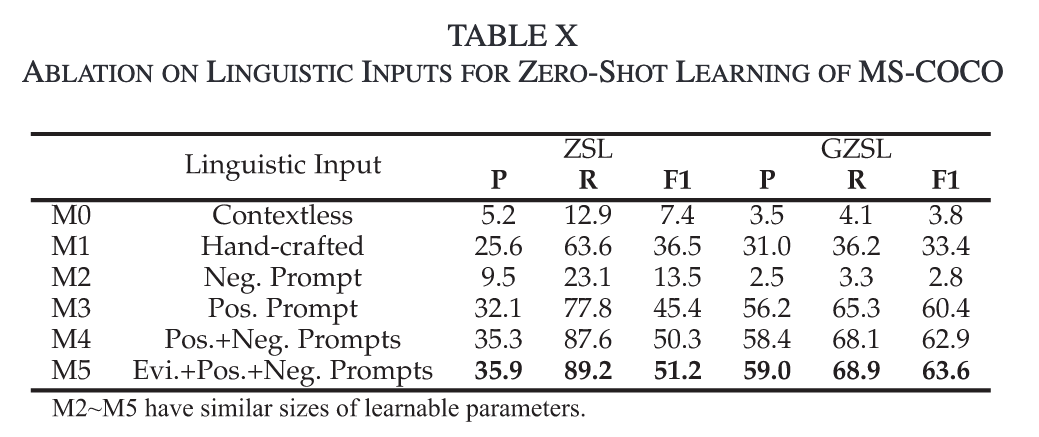 TABLE X
ABLATION ON LINGUISTIC INPUTS FOR ZERO-SHOT LEARNING OF MS-COCO
Linguistic Input ZSL GZSL
P R F1 P R F1
M0 Contextless 5.2 12.9 7.4 3.5 4.1 3.8
M1 Hand-crafted 25.6 63.6 36.5 31.0 36.2 33.4
M2 Neg. Prompt 9.5 23.1 13.5 2.5 3.3 2.8
M3 Pos. Prompt 32.1 77.8 45.4 56.2 65.3 60.4
M4 Pos.+Neg. Prompts 35.3 87.6 50.3 58.4 68.1 62.9
M5 Evi.+Pos.+Neg. Prompts 35.9 89.2 51.2 59.0 68.9 63.6
M2~M5 have similar sizes of learnable parameters.